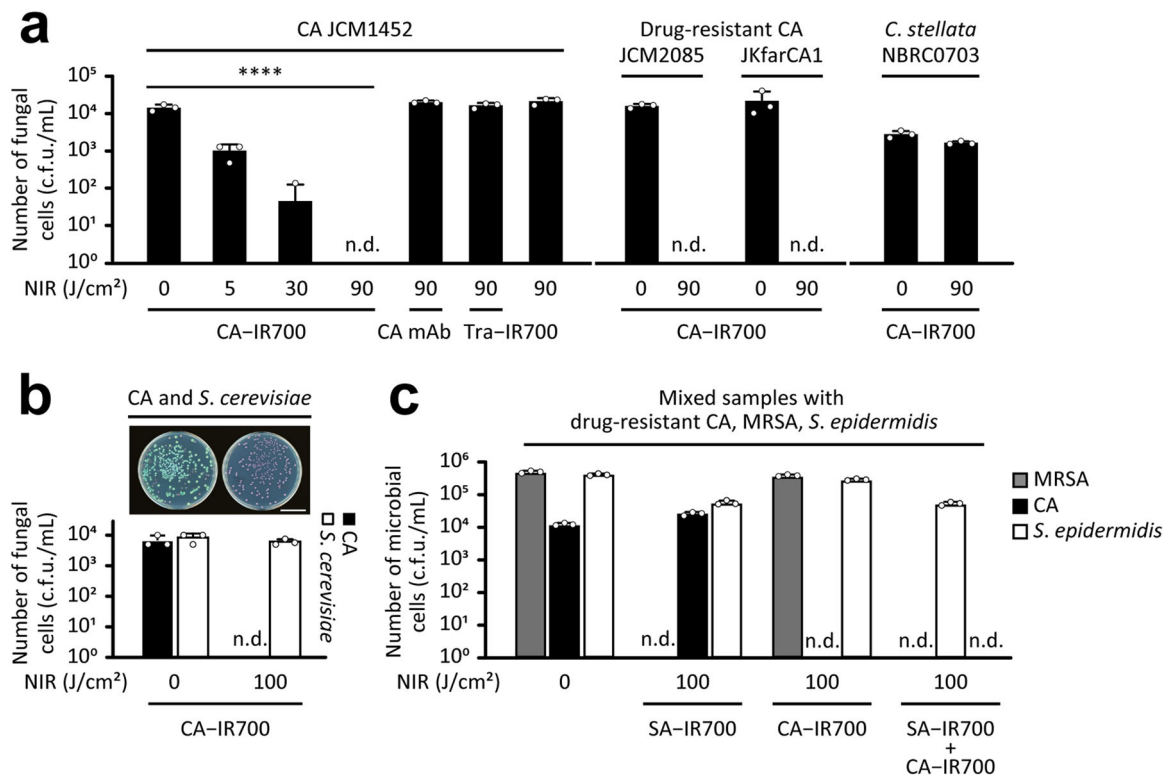 a
CA JCM1452
Drug-resistant CA
JCM2085 JKfarCA1
C. stellata
NBRC0703
****
Number of fungal
cells (c.f.u./mL)
10⁵
10⁴
10³
10²
10¹
10⁰
n.d. n.d. n.d.
NIR (J/cm²) 0 5 30 90 90 90 90 0 90 0 90 0 90
CA–IR700 CA mAb Tra–IR700 CA–IR700 CA–IR700
b
CA and S. cerevisiae
Number of fungal
cells (c.f.u./mL)
10⁴
10³
10²
10¹
10⁰
n.d.
CA
S. cerevisiae
NIR (J/cm²) 0 100
CA–IR700
c
Mixed samples with
drug-resistant CA, MRSA, S. epidermidis
Number of microbial
cells (c.f.u./mL)
10⁶
10⁵
10⁴
10³
10²
10¹
10⁰
n.d. n.d. n.d. n.d.
MRSA
CA
S. epidermidis
NIR (J/cm²) 0 100 100 100
SA–IR700 CA–IR700 SA–IR700
+
CA–IR700